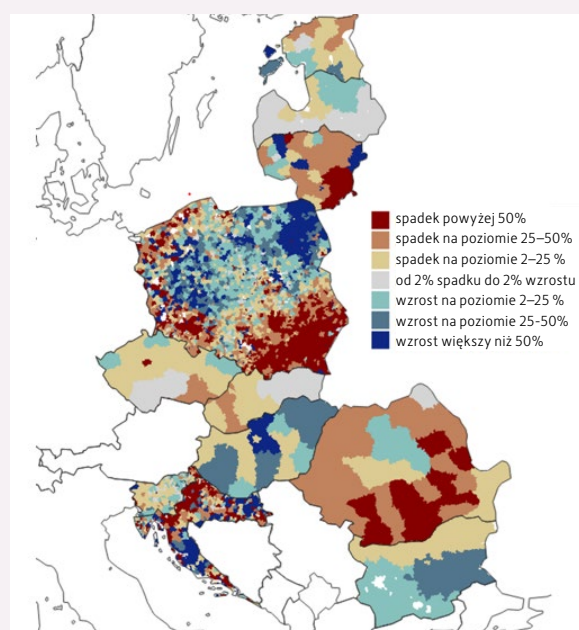 spadek powyżej 50%
spadek na poziomie 25–50%
spadek na poziomie 2–25 %
od 2% spadku do 2% wzrostu
wzrost na poziomie 2–25 %
wzrost na poziomie 25-50%
wzrost większy niż 50%